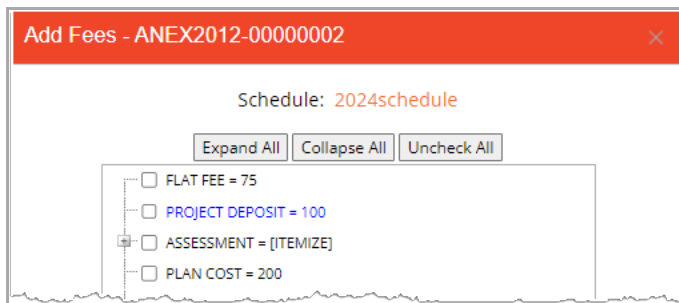 Add Fees - ANEX2012-00000002
Schedule: 2024schedule
Expand All Collapse All Uncheck All
FLAT FEE = 75
PROJECT DEPOSIT = 100
ASSESSMENT = [ITEMIZE]
PLAN COST = 200